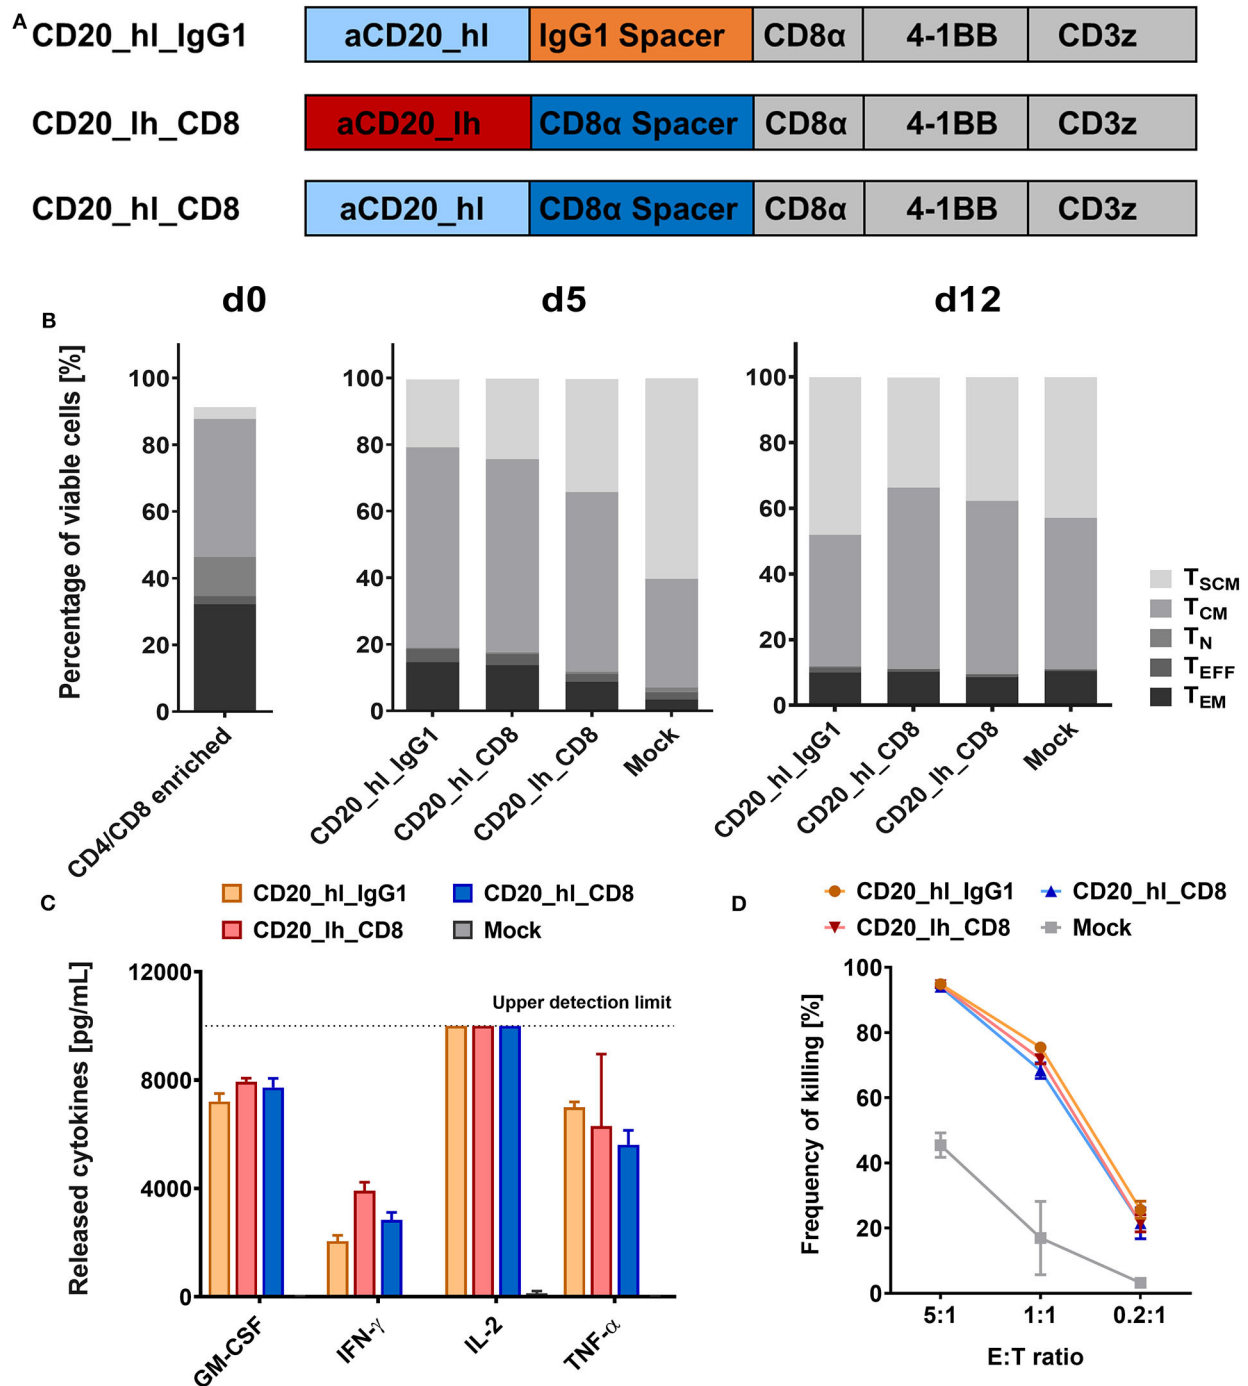 A
CD20_hl_IgG1 aCD20_hl IgG1 Spacer CD8α 4-1BB CD3z
CD20_lh_CD8 aCD20_lh CD8α Spacer CD8α 4-1BB CD3z
CD20_hl_CD8 aCD20_hl CD8α Spacer CD8α 4-1BB CD3z
B
d0 d5 d12
Percentage of viable cells [%]
100
80
60
40
20
0
CD4/CD8 enriched
100
80
60
40
20
0
CD20_hl_IgG1
CD20_hl_CD8
CD20_lh_CD8
Mock
100
80
60
40
20
0
CD20_hl_IgG1
CD20_hl_CD8
CD20_lh_CD8
Mock
TSCM
TCM
TN
TEFF
TEM
C
CD20_hl_IgG1 CD20_hl_CD8
CD20_lh_CD8 Mock
Released cytokines [pg/mL]
12000
8000
4000
0
Upper detection limit
GM-CSF
IFN-γ
IL-2
TNF-α
D
CD20_hl_IgG1 CD20_hl_CD8
CD20_lh_CD8 Mock
Frequency of killing [%]
100
80
60
40
20
0
5:1 1:1 0.2:1
E:T ratio